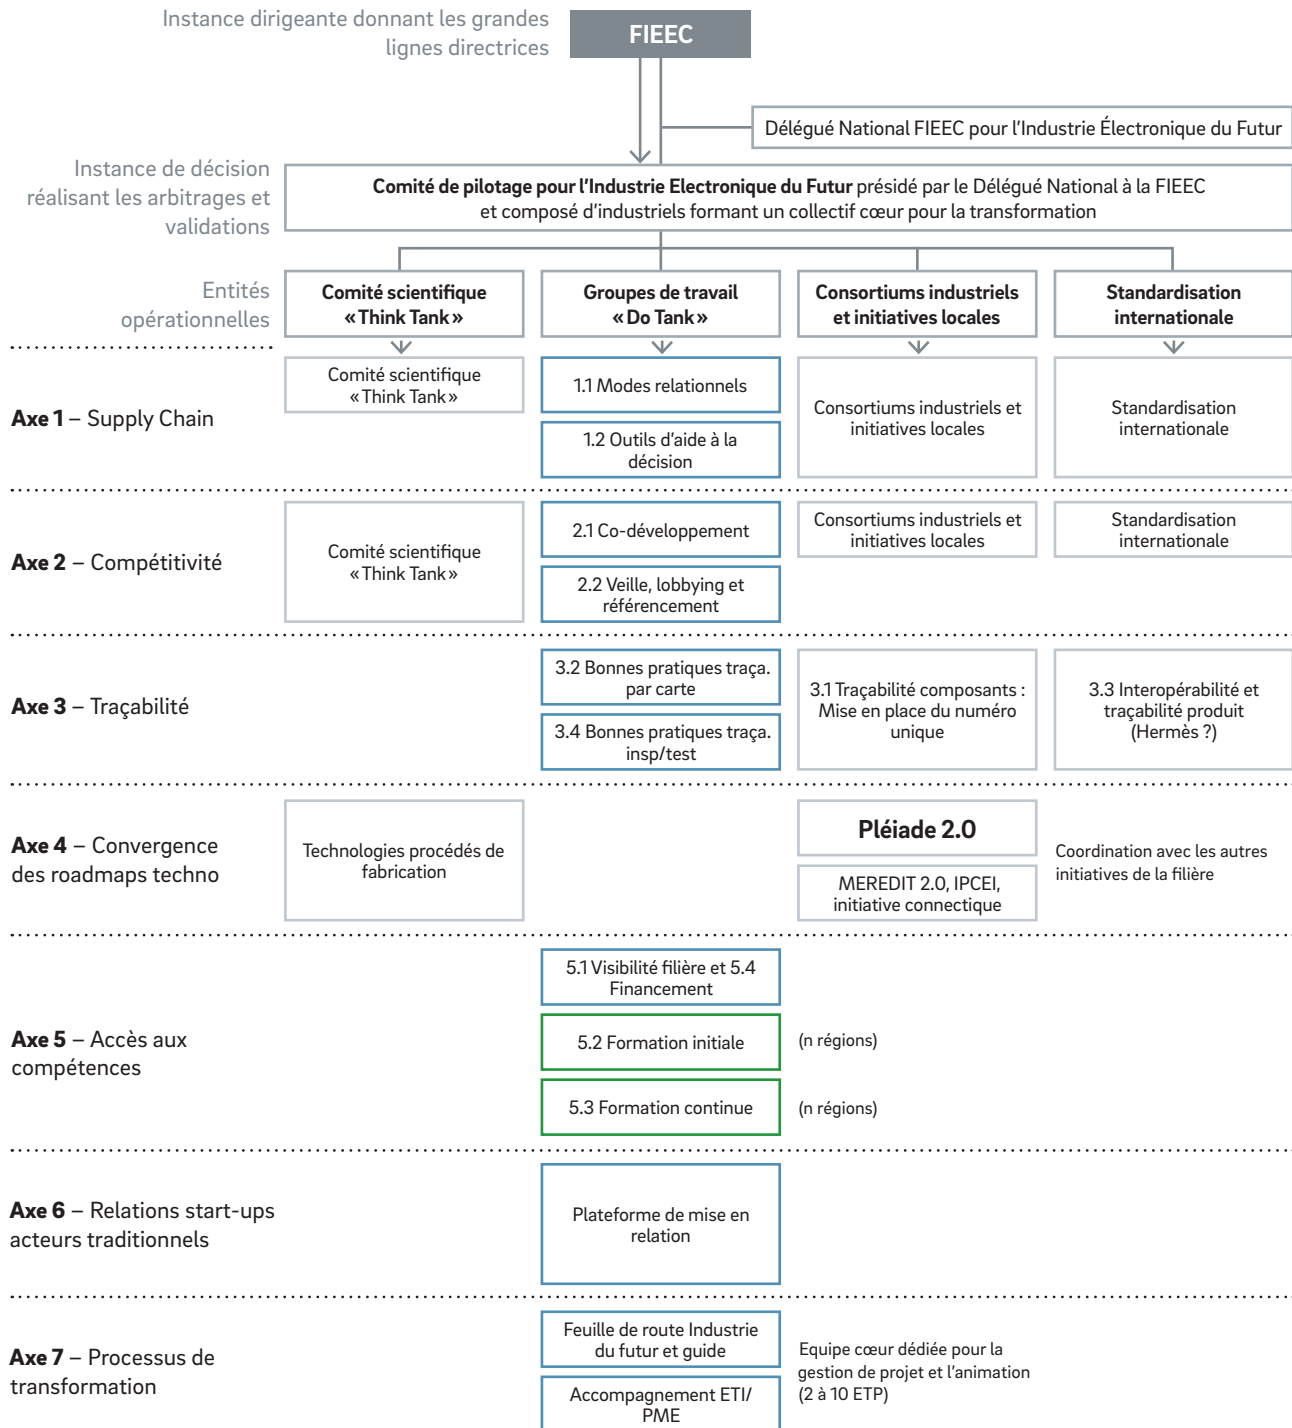 Instance dirigeante donnant les grandes
lignes directrices
FIEEC
Délégué National FIEEC pour l'Industrie Électronique du Futur
Instance de décision
réalisant les arbitrages et
validations
Comité de pilotage pour l'Industrie Electronique du Futur présidé par le Délégué National à la FIEEC
et composé d'industriels formant un collectif cœur pour la transformation
Entités
opérationnelles
Comité scientifique
« Think Tank »
Groupes de travail
« Do Tank »
Consortiums industriels
et initiatives locales
Standardisation
internationale
Axe 1 – Supply Chain
Comité scientifique
« Think Tank »
1.1 Modes relationnels
1.2 Outils d'aide à la
décision
Consortiums industriels et
initiatives locales
Standardisation
internationale
Axe 2 – Compétitivité
Comité scientifique
« Think Tank »
2.1 Co-développement
2.2 Veille, lobbying et
référencement
Consortiums industriels et
initiatives locales
Standardisation
internationale
Axe 3 – Traçabilité
3.2 Bonnes pratiques traça.
par carte
3.4 Bonnes pratiques traça.
insp/test
3.1 Traçabilité composants :
Mise en place du numéro
unique
3.3 Interopérabilité et
traçabilité produit
(Hermès ?)
Axe 4 – Convergence
des roadmaps techno
Technologies procédés de
fabrication
Pléiade 2.0
MEREDIT 2.0, IPCEI,
initiative connectique
Coordination avec les autres
initiatives de la filière
Axe 5 – Accès aux
compétences
5.1 Visibilité filière et 5.4
Financement
5.2 Formation initiale
(n régions)
5.3 Formation continue
(n régions)
Axe 6 – Relations start-ups
acteurs traditionnels
Plateforme de mise en
relation
Axe 7 – Processus de
transformation
Feuille de route Industrie
du futur et guide
Accompagnement ETI/
PME
Equipe cœur dédiée pour la
gestion de projet et l'animation
(2 à 10 ETP)